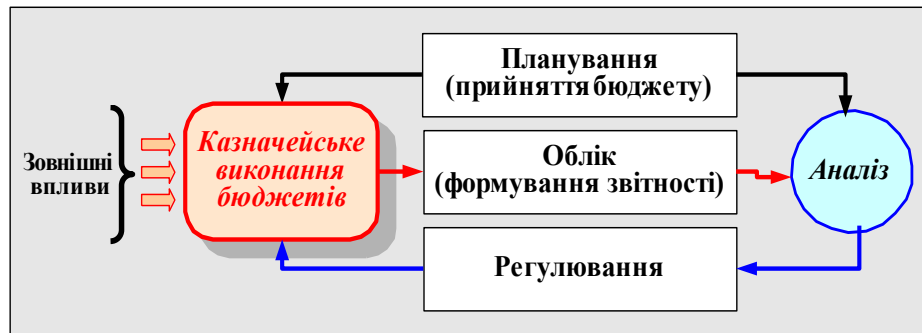 Зовнішні
впливи
Казначейське
виконання
бюджетів
Планування
(прийняття бюджету)
Облік
(формування звітності)
Регулювання
Аналіз